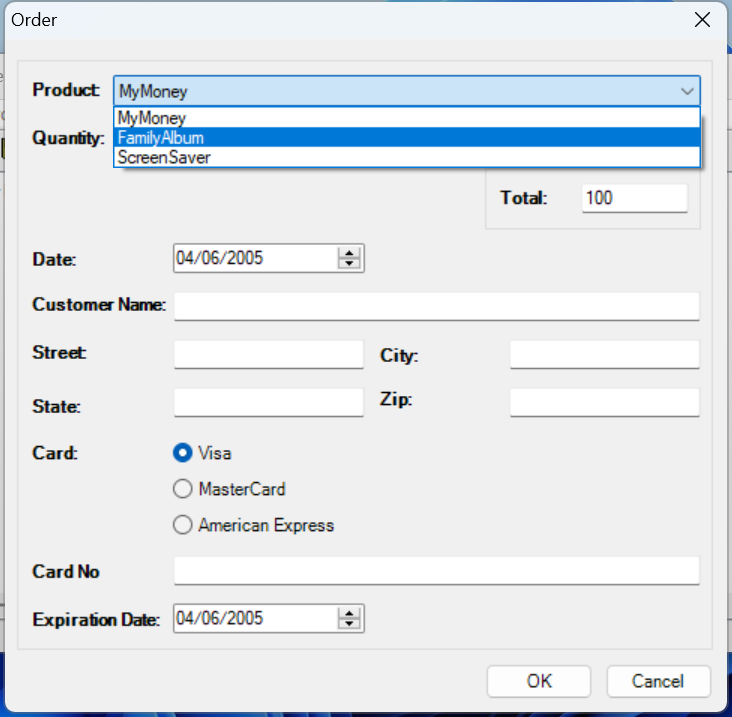 Order
Product: MyMoney
MyMoney
Quantity: FamilyAlbum
ScreenSaver
Total: 100
Date: 04/06/2005
Customer Name:
Street: City:
State: Zip:
Card: Visa
MasterCard
American Express
Card No
Expiration Date: 04/06/2005
OK Cancel